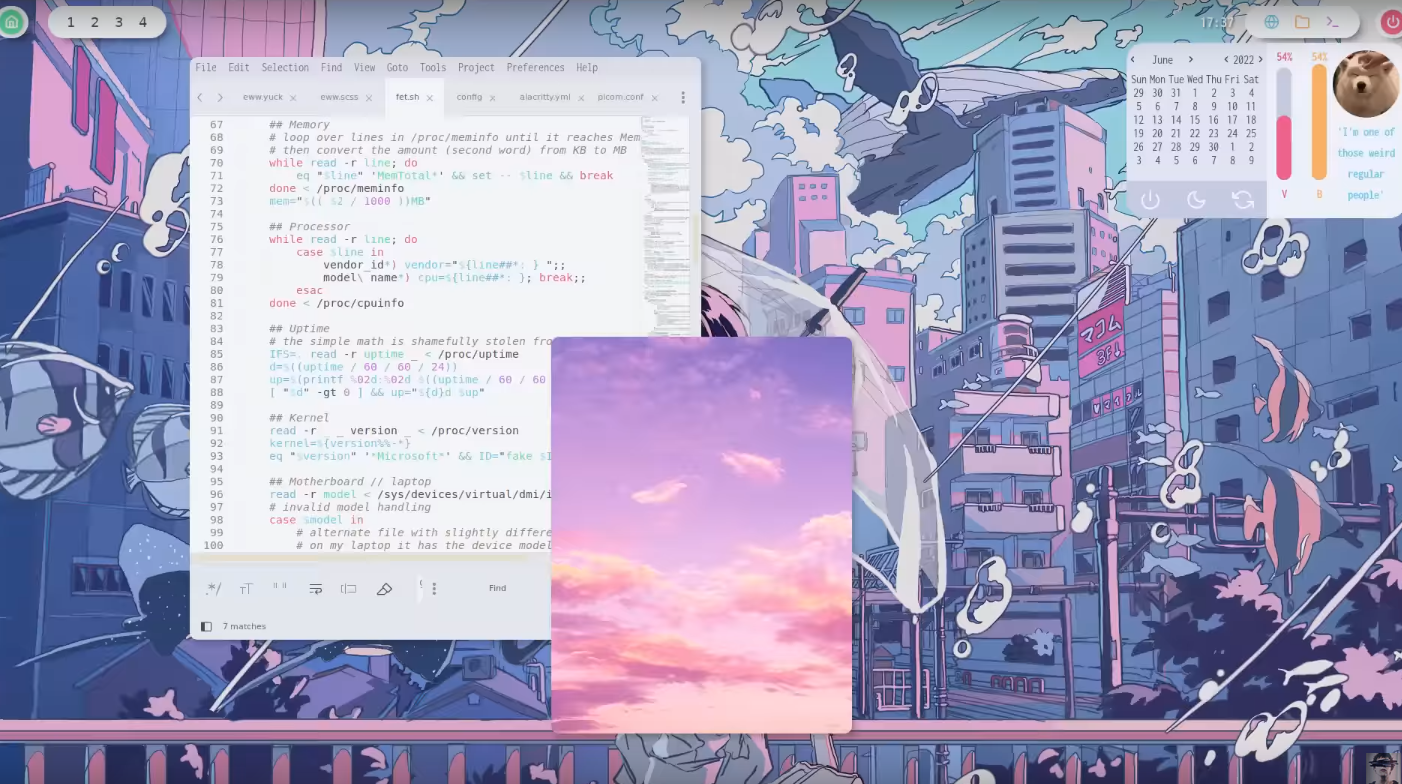 1 2 3 4
17:37
File Edit Selection Find View Goto Tools Project Preferences Help
eww.yuck × eww.scss × fet.sh × config × alacritty.yml × picom.conf ×
67 ## Memory
68 # loop over lines in /proc/meminfo until it reaches Mem
69 # then convert the amount (second word) from KB to MB
70 while read -r line; do
71 eq "$line" 'MemTotal*' && set -- $line && break
72 done < /proc/meminfo
73 mem="$(( $2 / 1000 ))MB"
74
75 ## Processor
76 while read -r line; do
77 case $line in
78 vendor_id*) vendor="${line##*: } ";;
79 model\ name*) cpu=${line##*: }; break;;
80 esac
81 done < /proc/cpuinfo
82
83 ## Uptime
84 # the simple math is shamefully stolen fro
85 IFS=. read -r uptime _ < /proc/uptime
86 d=$((uptime / 60 / 60 / 24))
87 up=$(printf %02d:%02d $((uptime / 60 / 60
88 [ "$d" -gt 0 ] && up="${d}d $up"
89
90 ## Kernel
91 read -r _ _ version _ < /proc/version
92 kernel=${version%%-*}
93 eq "$version" '*Microsoft*' && ID="fake $I
94
95 ## Motherboard // laptop
96 read -r model < /sys/devices/virtual/dmi/i
97 # invalid model handling
98 case $model in
99 # alternate file with slightly differe
100 # on my laptop it has the device model
.*/ TT " "
Find
7 matches
< June > < 2022 >
Sun Mon Tue Wed Thu Fri Sat
29 30 31 1 2 3 4
5 6 7 8 9 10 11
12 13 14 15 16 17 18
19 20 21 22 23 24 25
26 27 28 29 30 1 2
3 4 5 6 7 8 9
54% 54%
V B
'I'm one of
those weird
regular
people'
マコム
3F
マイフル